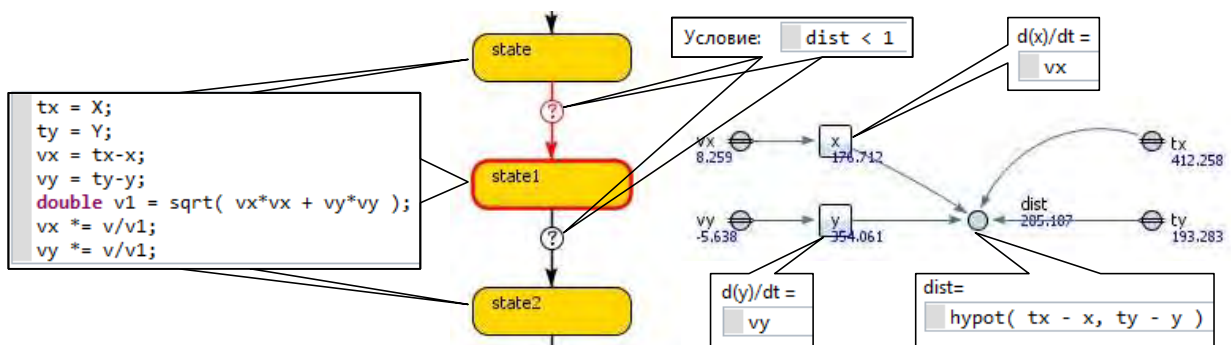 state
Условие:
dist < 1
d(x)/dt =
vx
tx = X;
ty = Y;
vx = tx-x;
vy = ty-y;
double v1 = sqrt( vx*vx + vy*vy );
vx *= v/v1;
vy *= v/v1;
?
state1
?
state2
vx
8.259
x
176.712
tx
412.258
vy
-5.638
y
354.061
dist
285.187
ty
193.283
d(y)/dt =
vy
dist=
hypot( tx - x, ty - y )